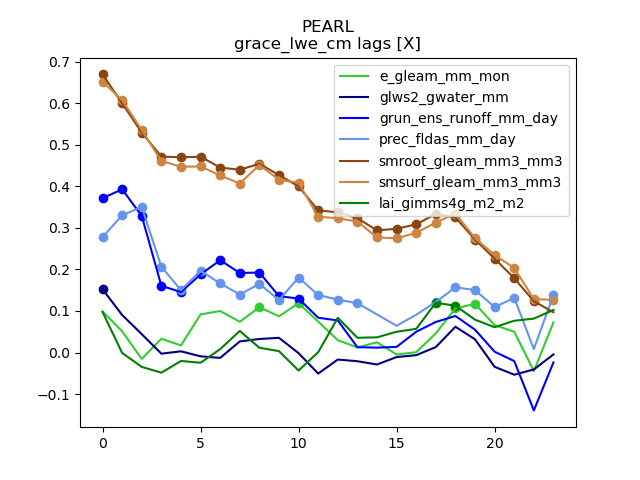 PEARL
grace_lwe_cm lags [X]
0.7
0.6
0.5
0.4
0.3
0.2
0.1
0.0
−0.1
0 5 10 15 20
e_gleam_mm_mon
glws2_gwater_mm
grun_ens_runoff_mm_day
prec_fldas_mm_day
smroot_gleam_mm3_mm3
smsurf_gleam_mm3_mm3
lai_gimms4g_m2_m2